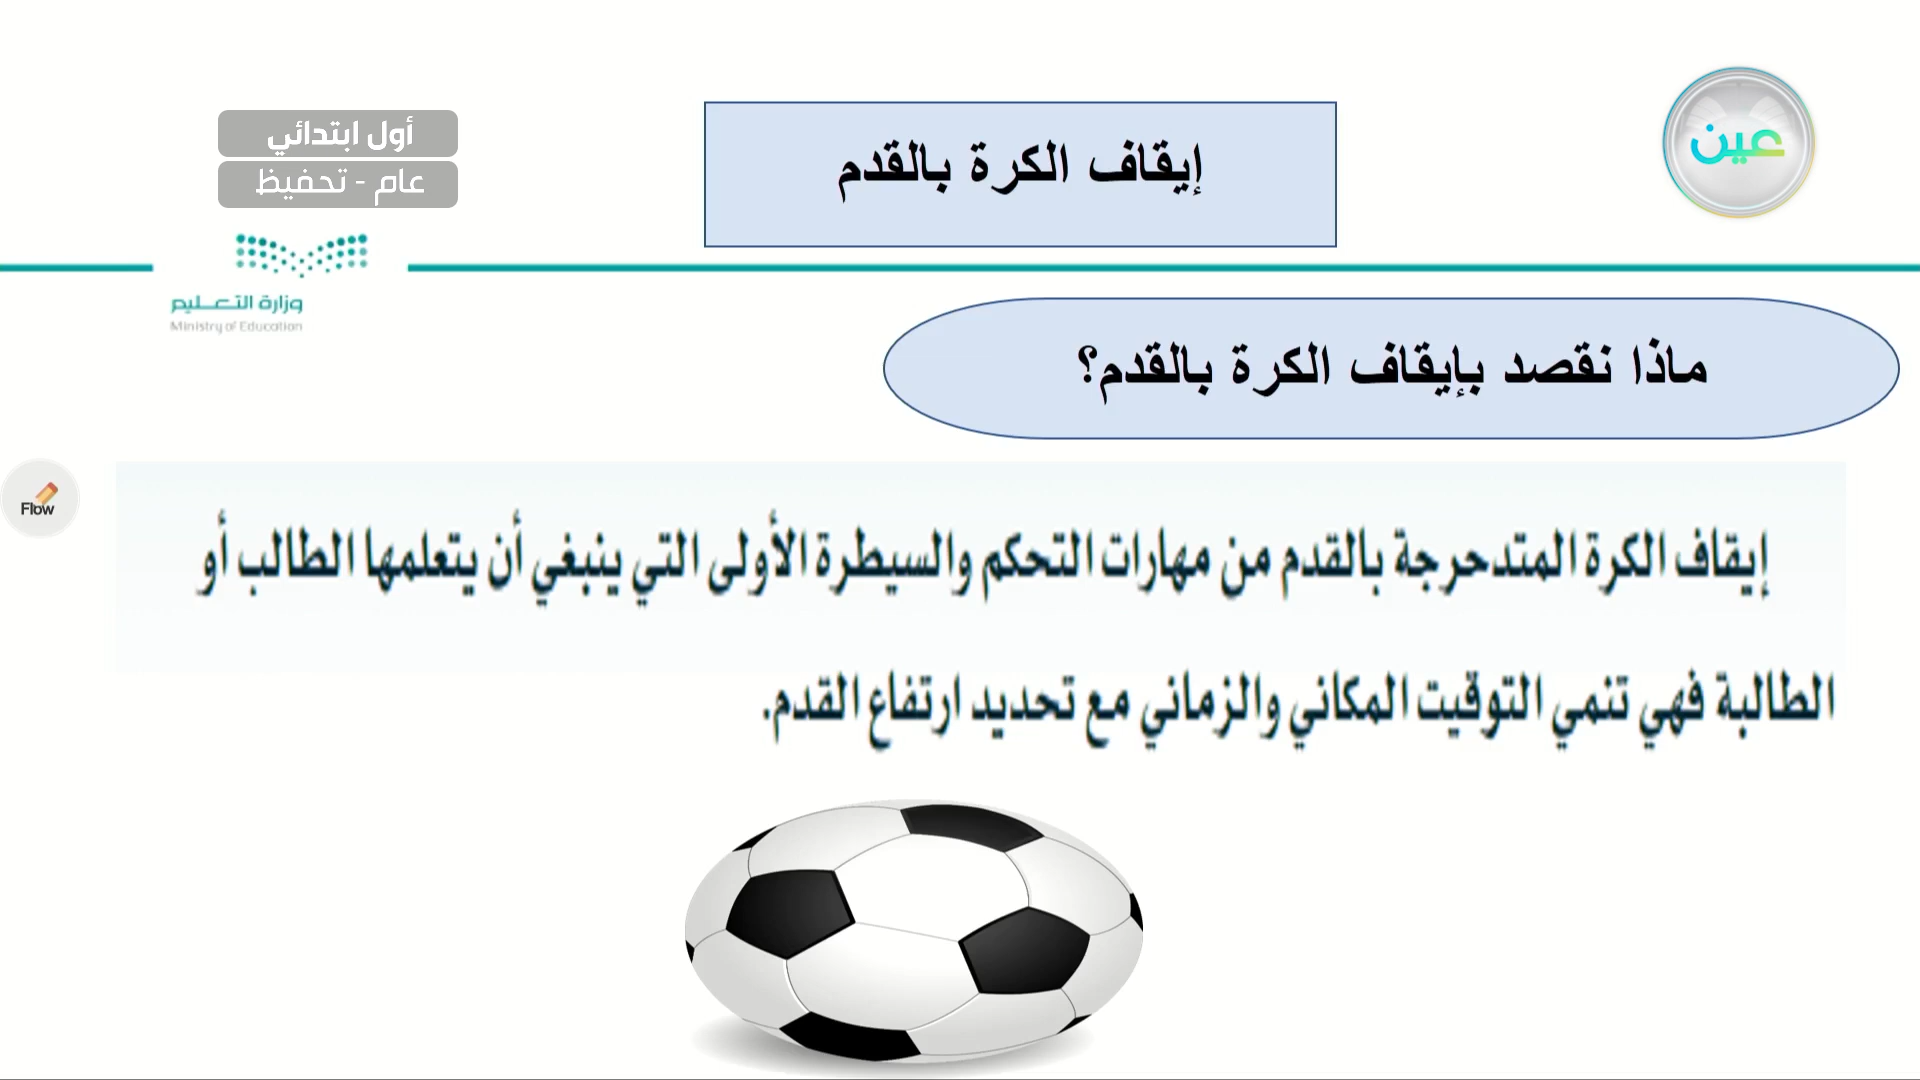 عين
إيقاف الكرة بالقدم
أول ابتدائي
عام - تحفيظ
وزارة التعليم
Ministry of Education
ماذا نقصد بإيقاف الكرة بالقدم؟
Flow
إيقاف الكرة المتدحرجة بالقدم من مهارات التحكم والسيطرة الأولى التي ينبغي أن يتعلمها الطالب أو
الطالبة فهي تنمي التوقيت المكاني والزماني مع تحديد ارتفاع القدم.